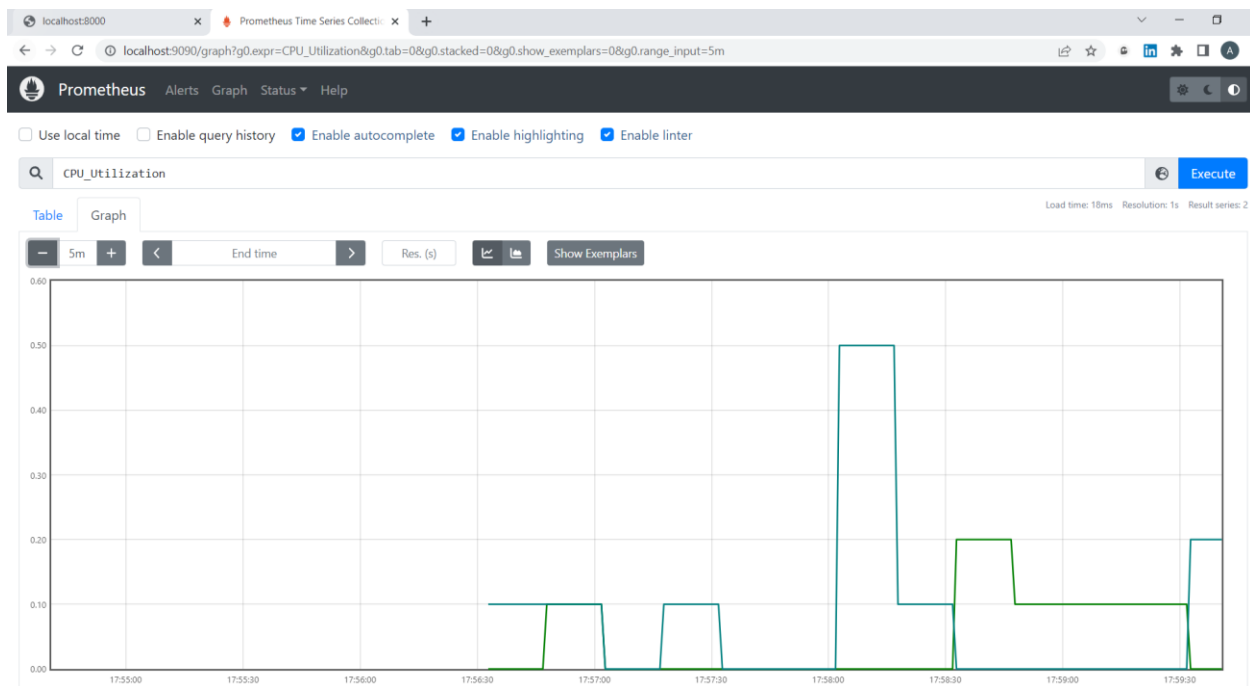 localhost:8000
Prometheus Time Series Collectio
localhost:9090/graph?g0.expr=CPU_Utilization&g0.tab=0&g0.stacked=0&g0.show_exemplars=0&g0.range_input=5m
A
Prometheus Alerts Graph Status Help
Use local time Enable query history Enable autocomplete Enable highlighting Enable linter
CPU_Utilization Execute
Load time: 18ms Resolution: 1s Result series: 2
Table Graph
− 5m + < End time > Res. (s) Show Exemplars
0.60
0.50
0.40
0.30
0.20
0.10
0.00
17:55:00 17:55:30 17:56:00 17:56:30 17:57:00 17:57:30 17:58:00 17:58:30 17:59:00 17:59:30